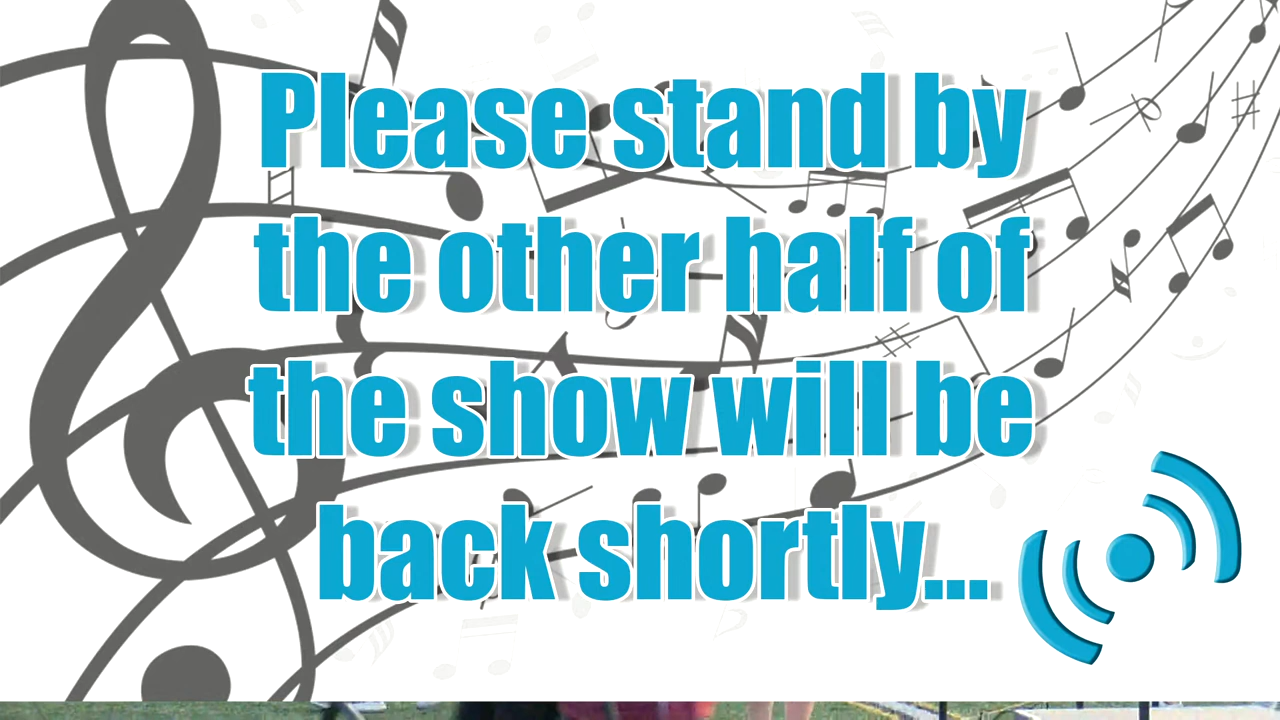 Please stand by
the other half of
the show will be
back shortly...